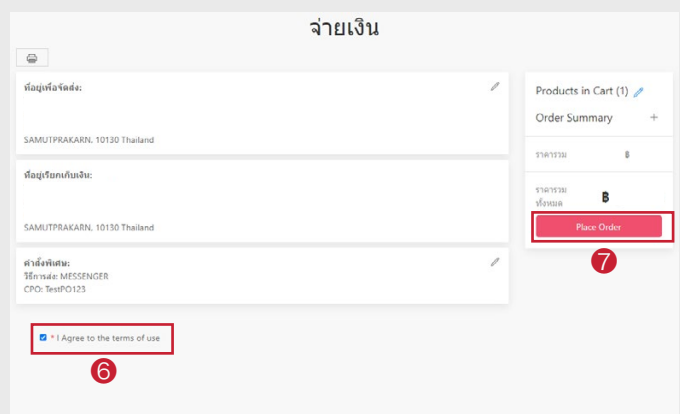 จ่ายเงิน
ที่อยู่เพื่อจัดส่ง:
SAMUTPRAKARN, 10130 Thailand
ที่อยู่เรียกเก็บเงิน:
SAMUTPRAKARN, 10130 Thailand
คำสั่งพิเศษ:
วิธีการส่ง: MESSENGER
CPO: TestPO123
* I Agree to the terms of use
6
Products in Cart (1)
Order Summary +
ราคารวม ฿
ราคารวม
ทั้งหมด ฿
Place Order
7